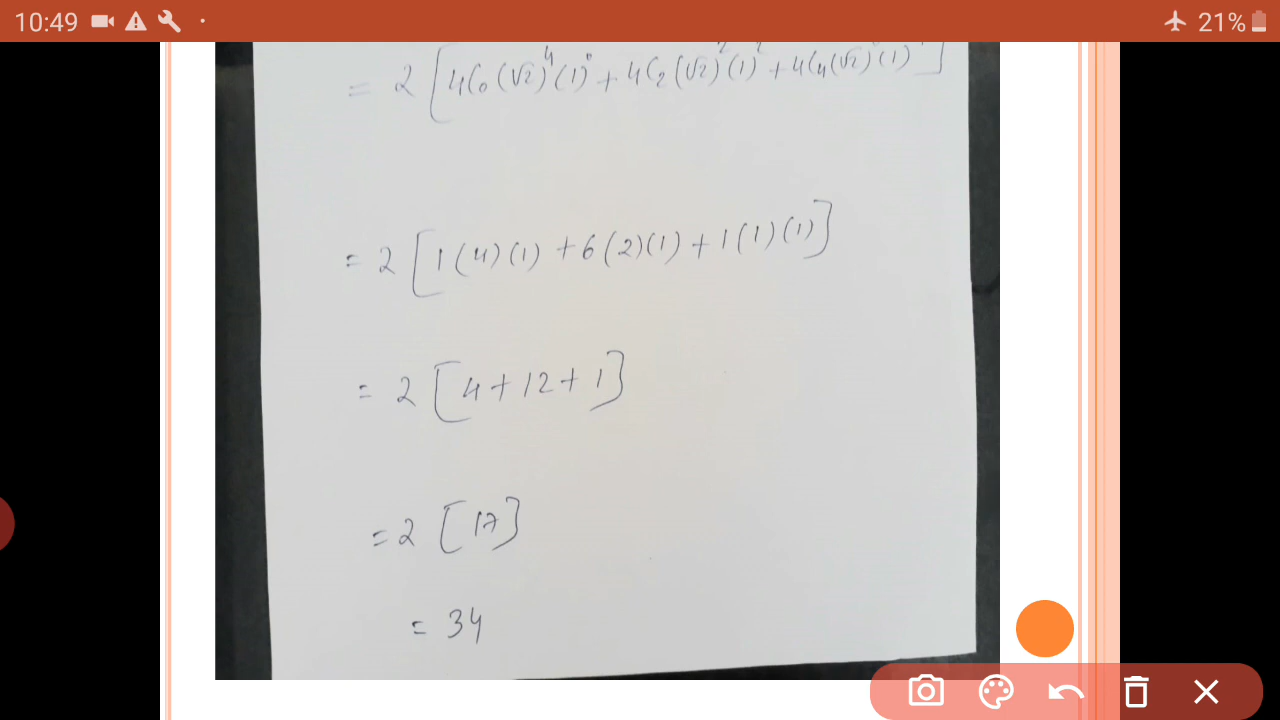 10:49 21%
= 2 [4C₀(√2)⁴(1)⁰ + 4C₂(√2)²(1)² + 4C₄(√2)⁰(1) ]
= 2 [1(4)(1) + 6(2)(1) + 1(1)(1)]
= 2 [4+12+1]
= 2 [17]
= 34